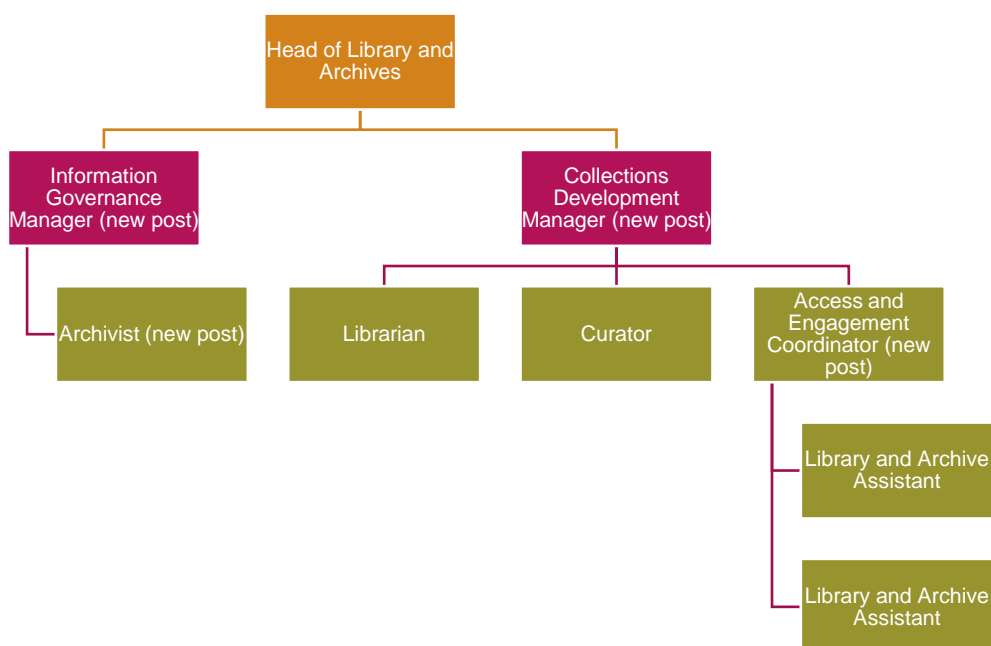 Head of Library and
Archives
Information
Governance
Manager (new post)
Collections
Development
Manager (new post)
Archivist (new post)
Librarian
Curator
Access and
Engagement
Coordinator (new
post)
Library and Archive
Assistant
Library and Archive
Assistant